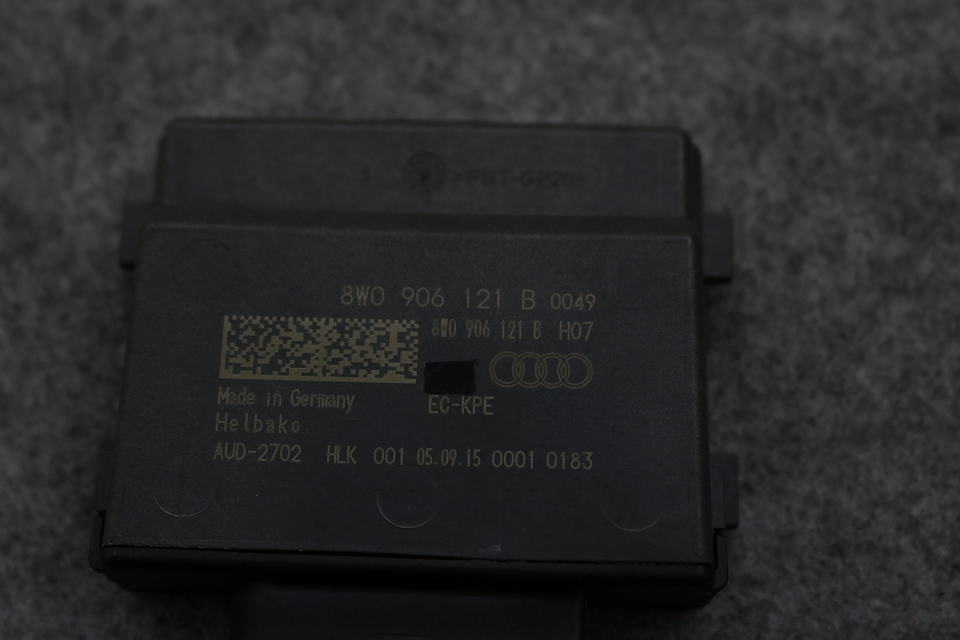 >PBT-GF20<
8W0 906 121 B 0049
8W0 906 121 B H07
Made in Germany
EC-KPE
Helbako
AUD-2702 HLK 001 05.09.15 0001 0183